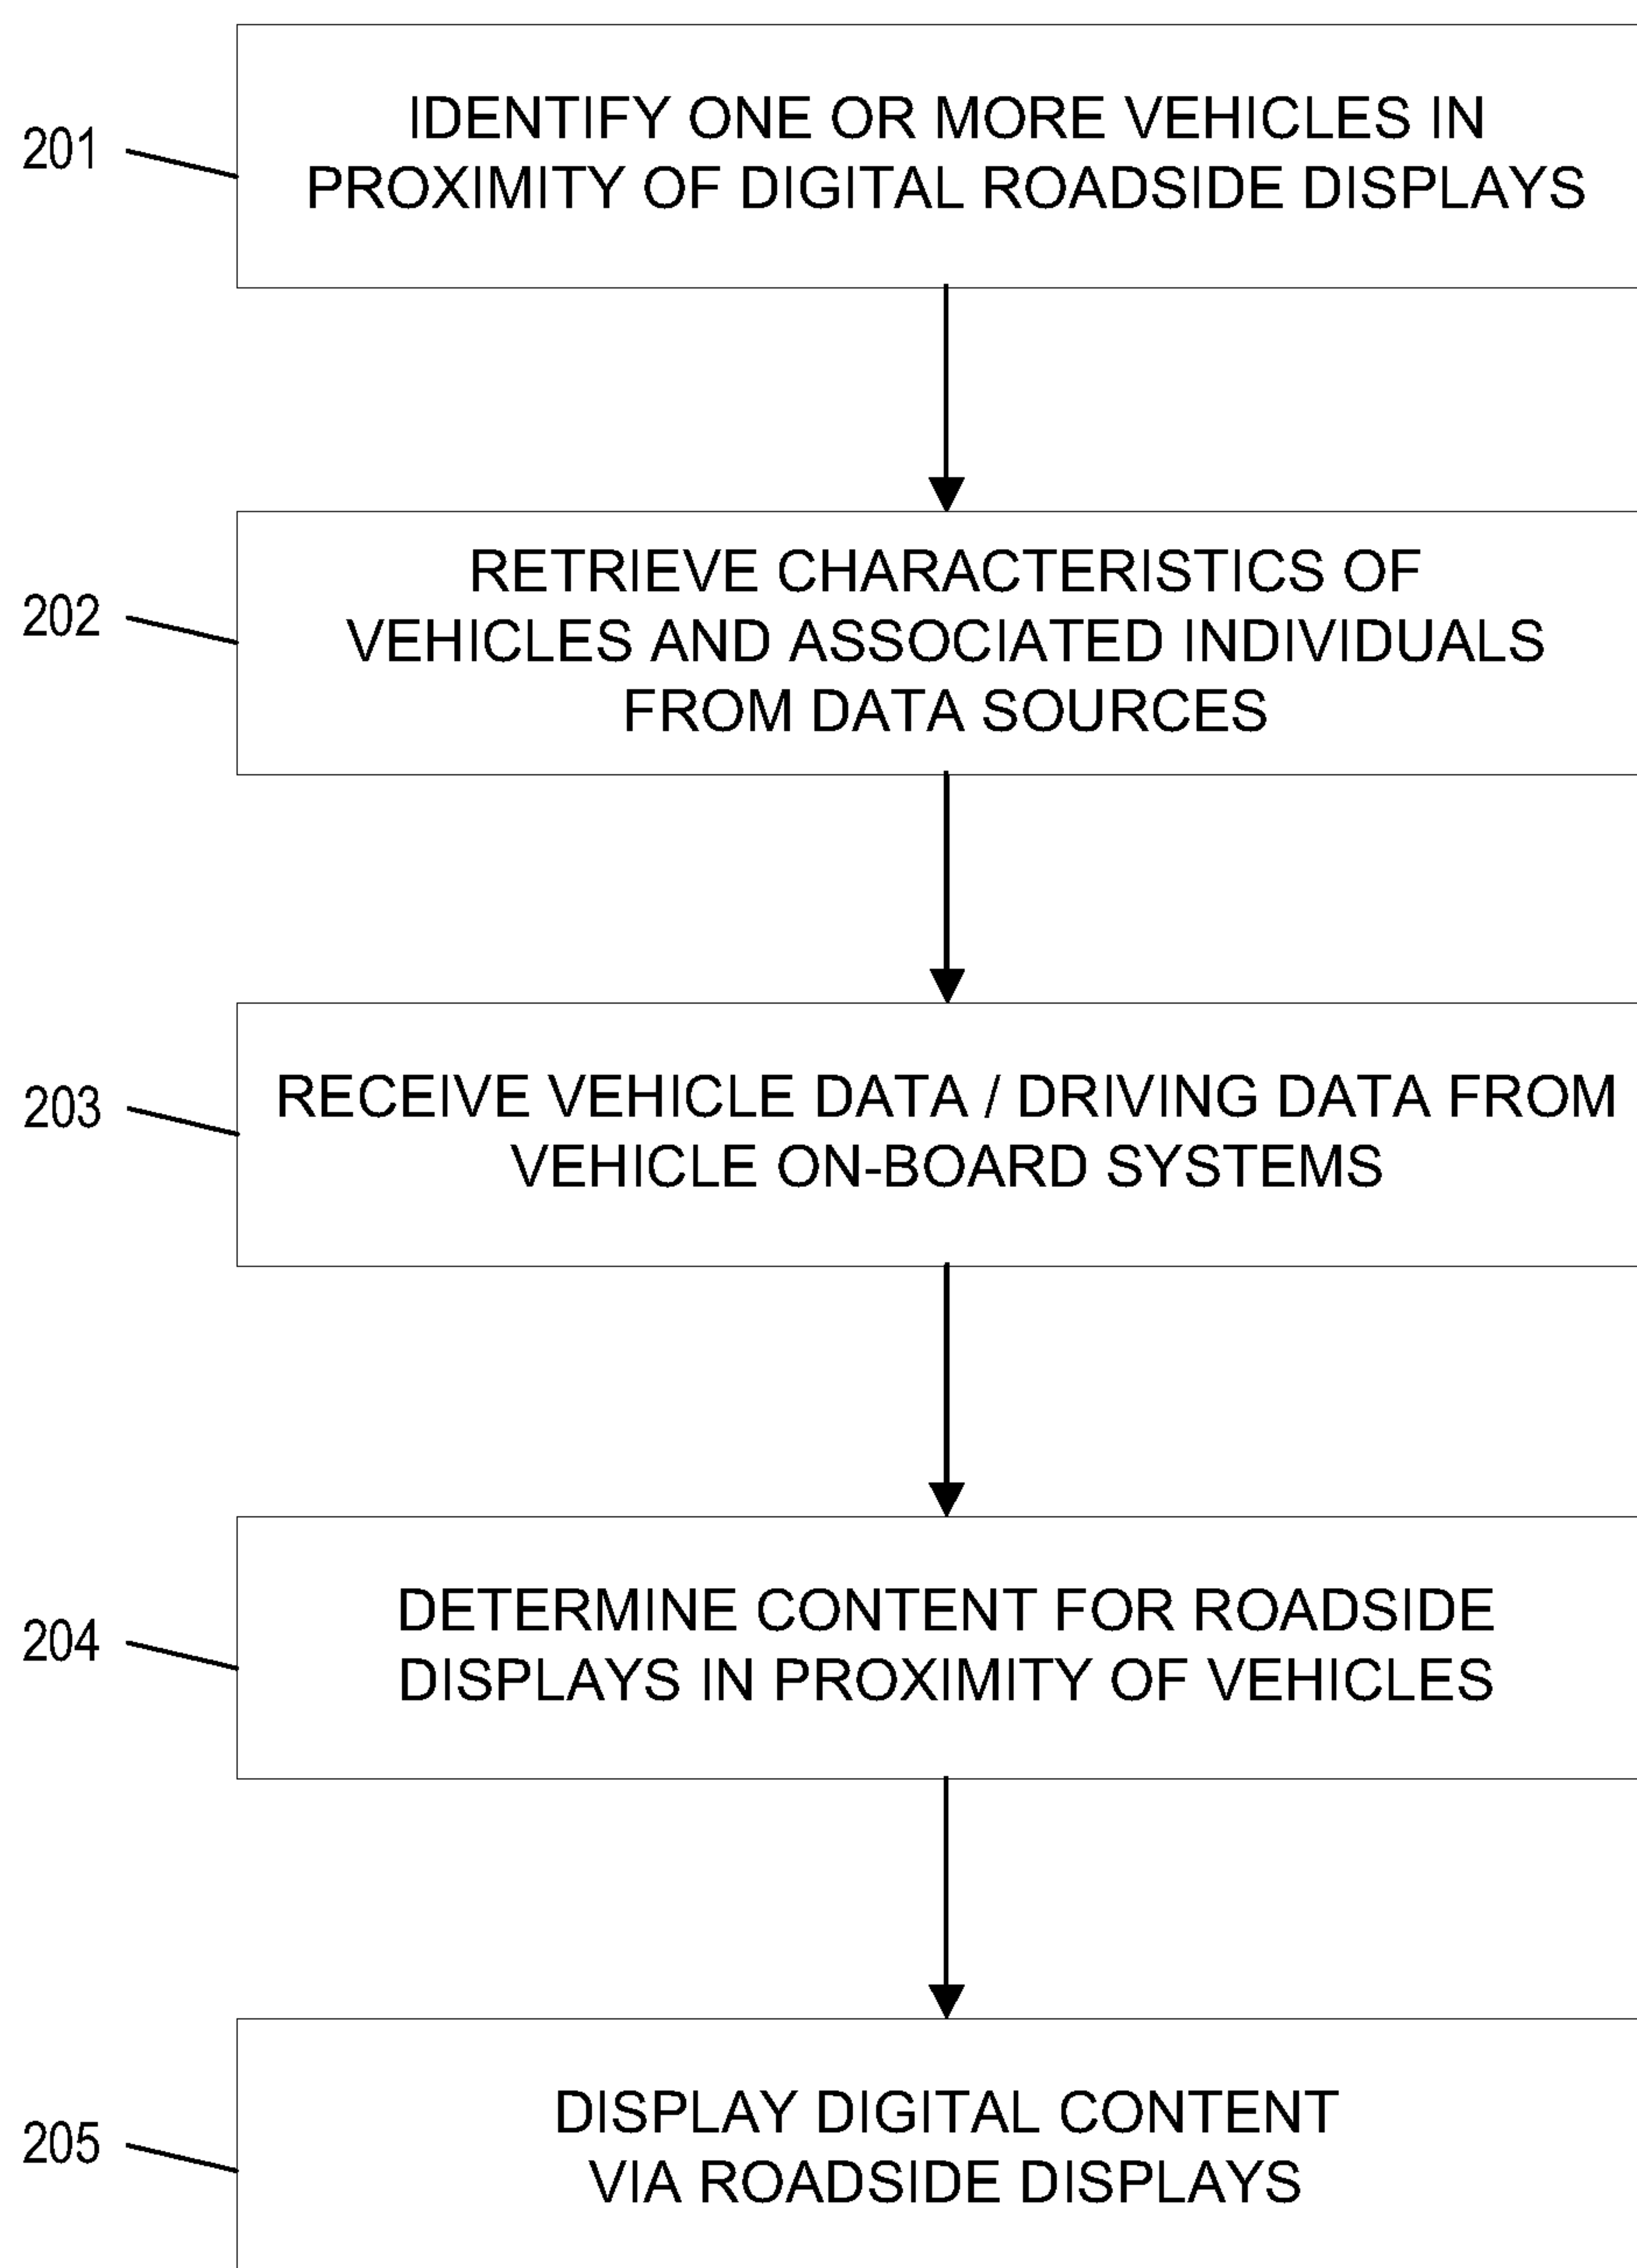 201
IDENTIFY ONE OR MORE VEHICLES IN
PROXIMITY OF DIGITAL ROADSIDE DISPLAYS
202
RETRIEVE CHARACTERISTICS OF
VEHICLES AND ASSOCIATED INDIVIDUALS
FROM DATA SOURCES
203
RECEIVE VEHICLE DATA / DRIVING DATA FROM
VEHICLE ON-BOARD SYSTEMS
204
DETERMINE CONTENT FOR ROADSIDE
DISPLAYS IN PROXIMITY OF VEHICLES
205
DISPLAY DIGITAL CONTENT
VIA ROADSIDE DISPLAYS